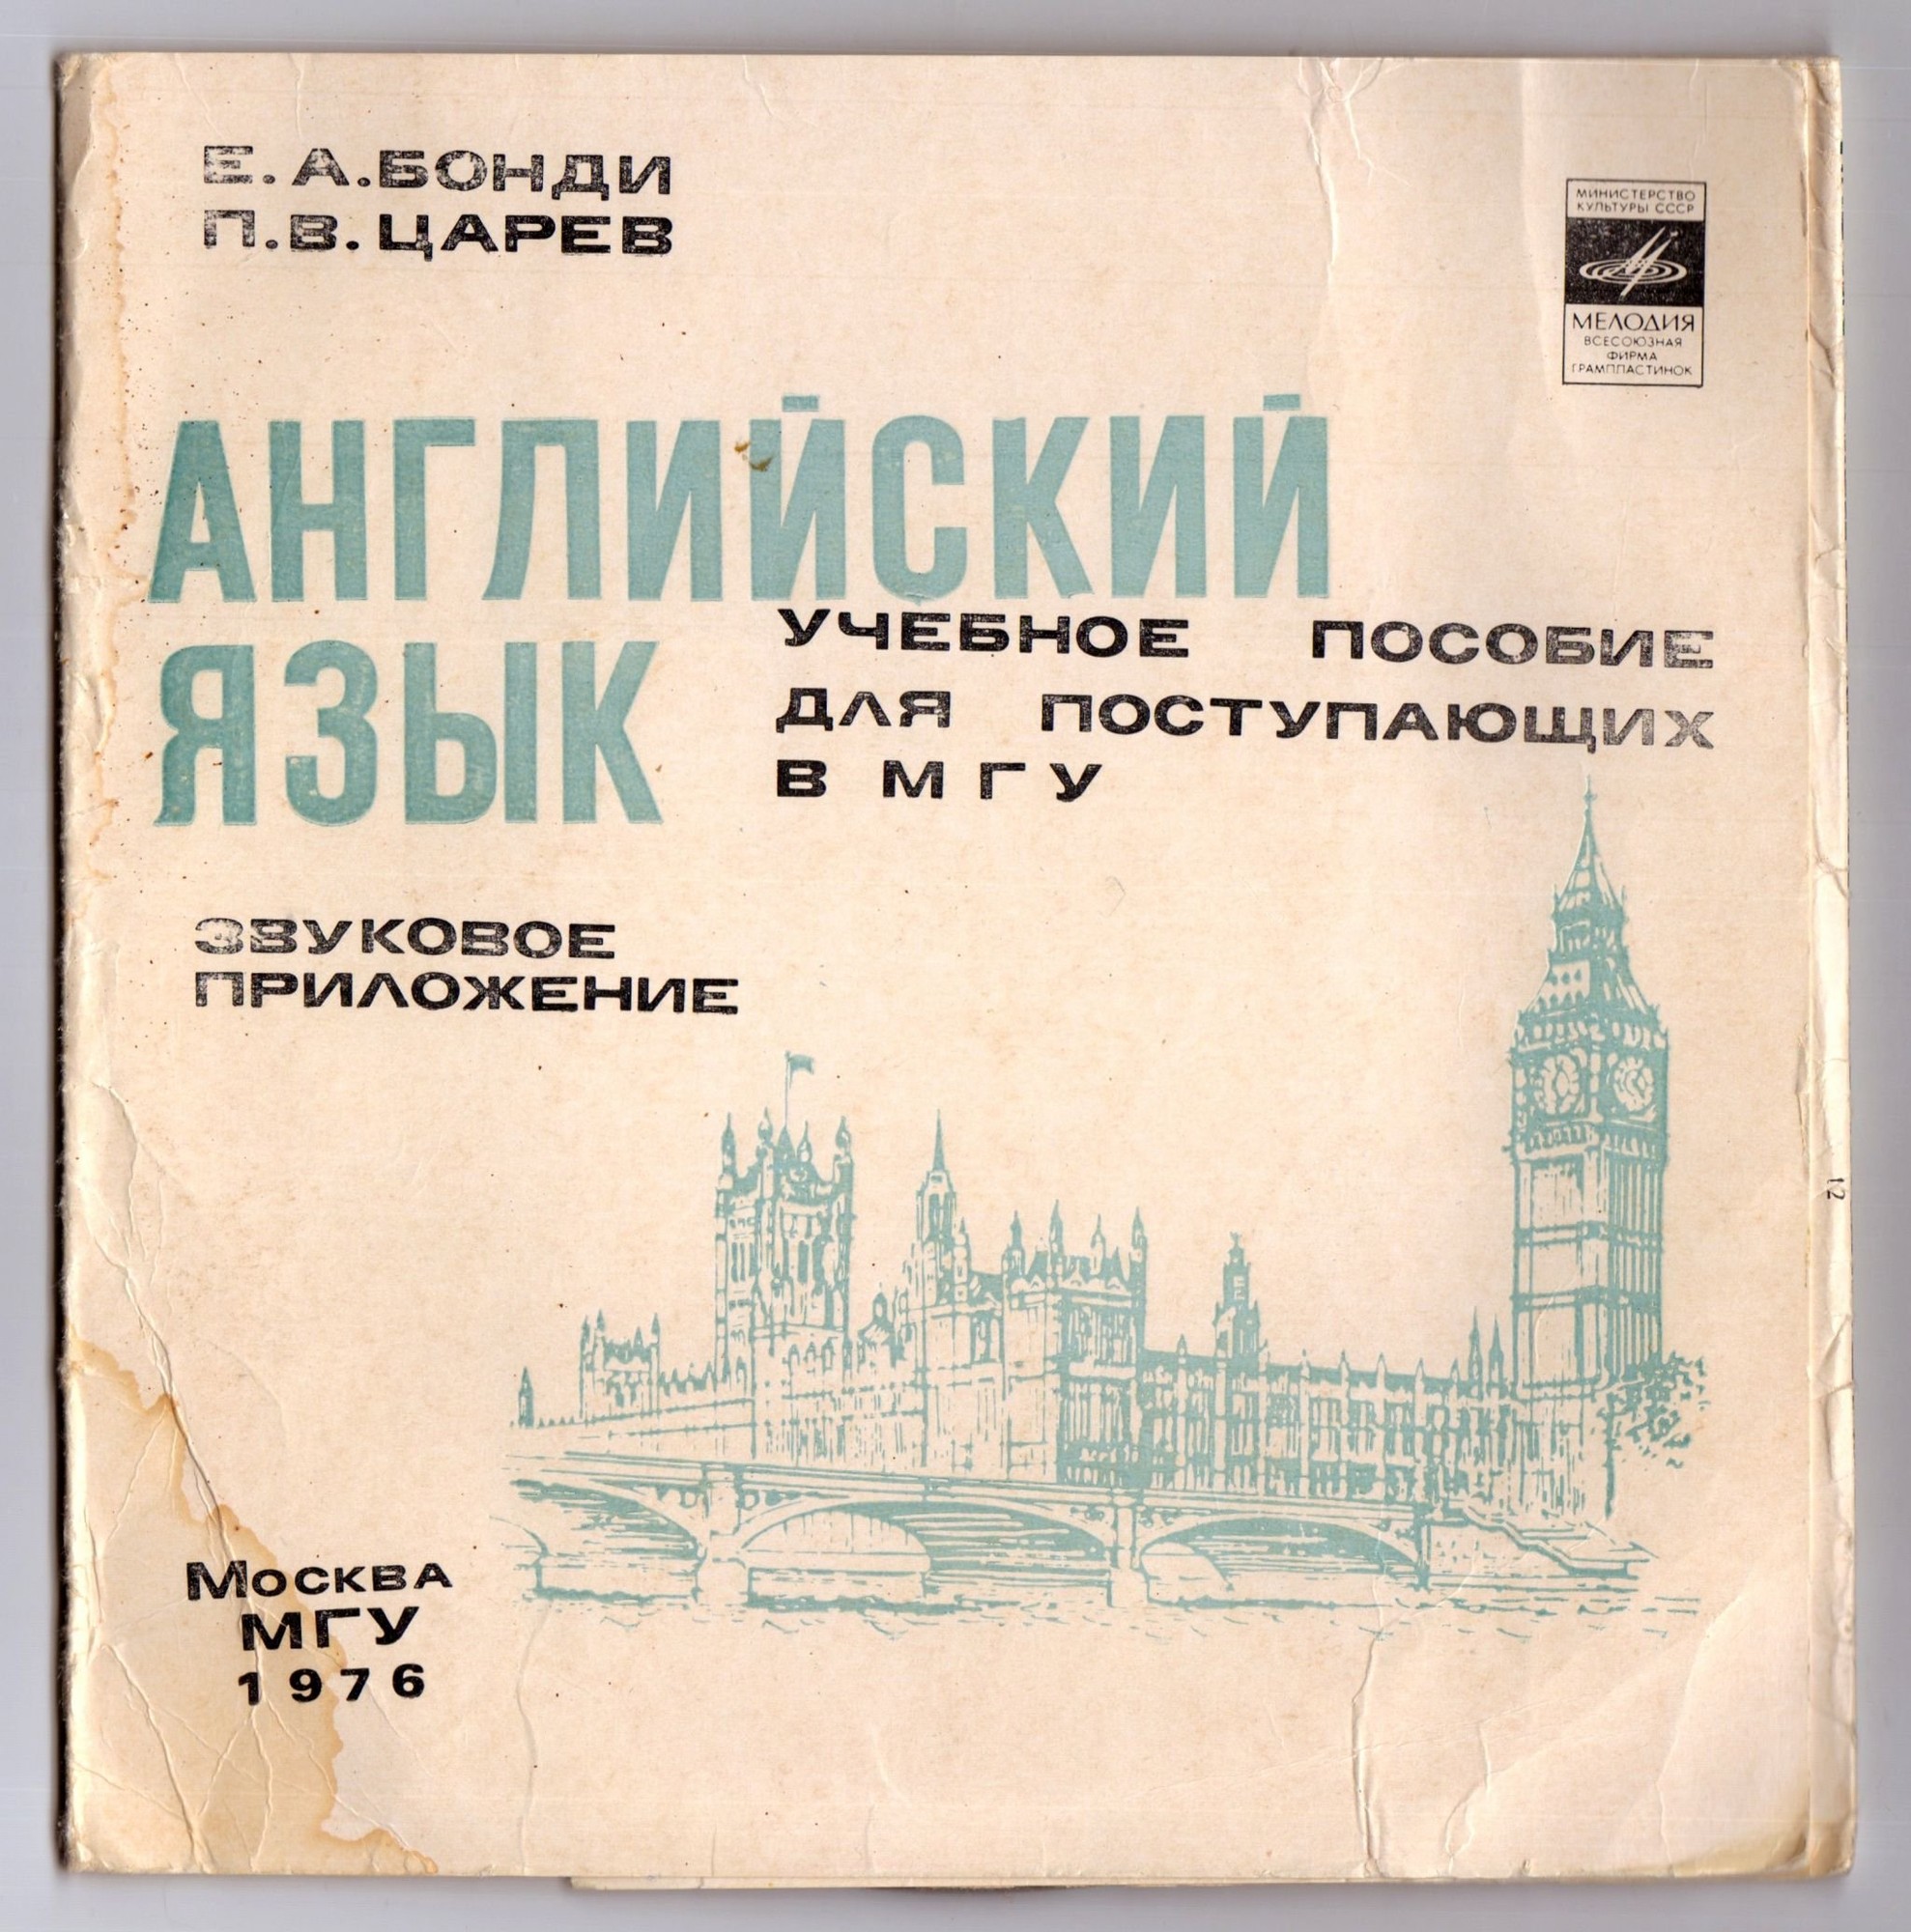 Е. А. БОНДИ
П. В. ЦАРЕВ
МИНИСТЕРСТВО
КУЛЬТУРЫ СССР
МЕЛОДИЯ
ВСЕСОЮЗНАЯ
ФИРМА
ГРАМПЛАСТИНОК
АНГЛИЙСКИЙ
ЯЗЫК
УЧЕБНОЕ ПОСОБИЕ
ДЛЯ ПОСТУПАЮЩИХ
В МГУ
ЗВУКОВОЕ
ПРИЛОЖЕНИЕ
12
МОСКВА
МГУ
1976